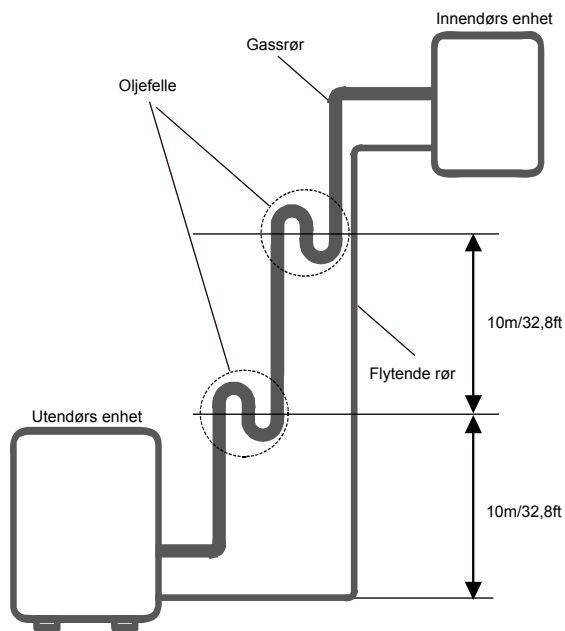 Innendørs enhet
Gassrør
Oljefelle
10m/32,8ft
Flytende rør
Utendørs enhet
10m/32,8ft